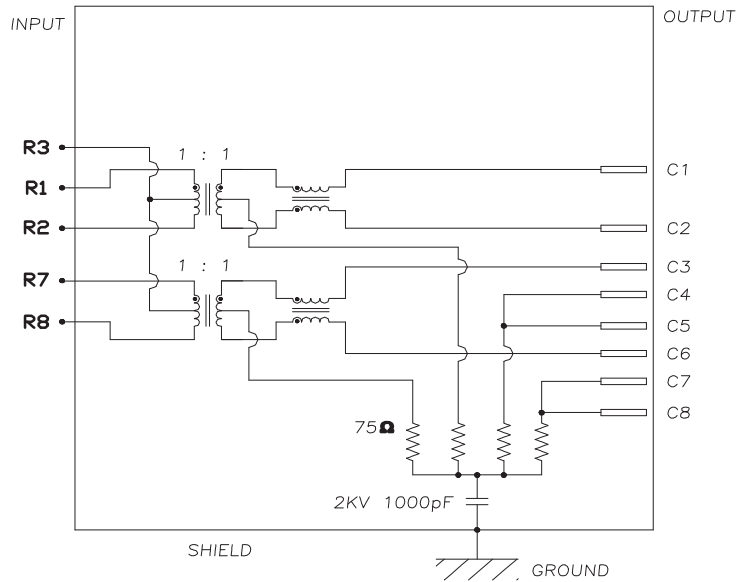 INPUT
OUTPUT
R3
1 : 1
C1
R1
R2
C2
R7
1 : 1
C3
C4
R8
C5
C6
C7
C8
75Ω
2KV 1000pF
SHIELD
GROUND